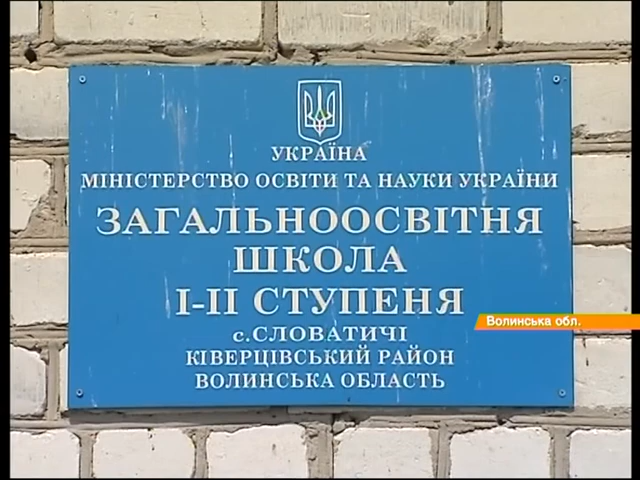 УКРАЇНА
МІНІСТЕРСТВО ОСВІТИ ТА НАУКИ УКРАЇНИ
ЗАГАЛЬНООСВІТНЯ
ШКОЛА
І-ІІ СТУПЕНЯ
с.СЛОВАТИЧІ
КІВЕРЦІВСЬКИЙ РАЙОН
ВОЛИНСЬКА ОБЛАСТЬ
Волинська обл.